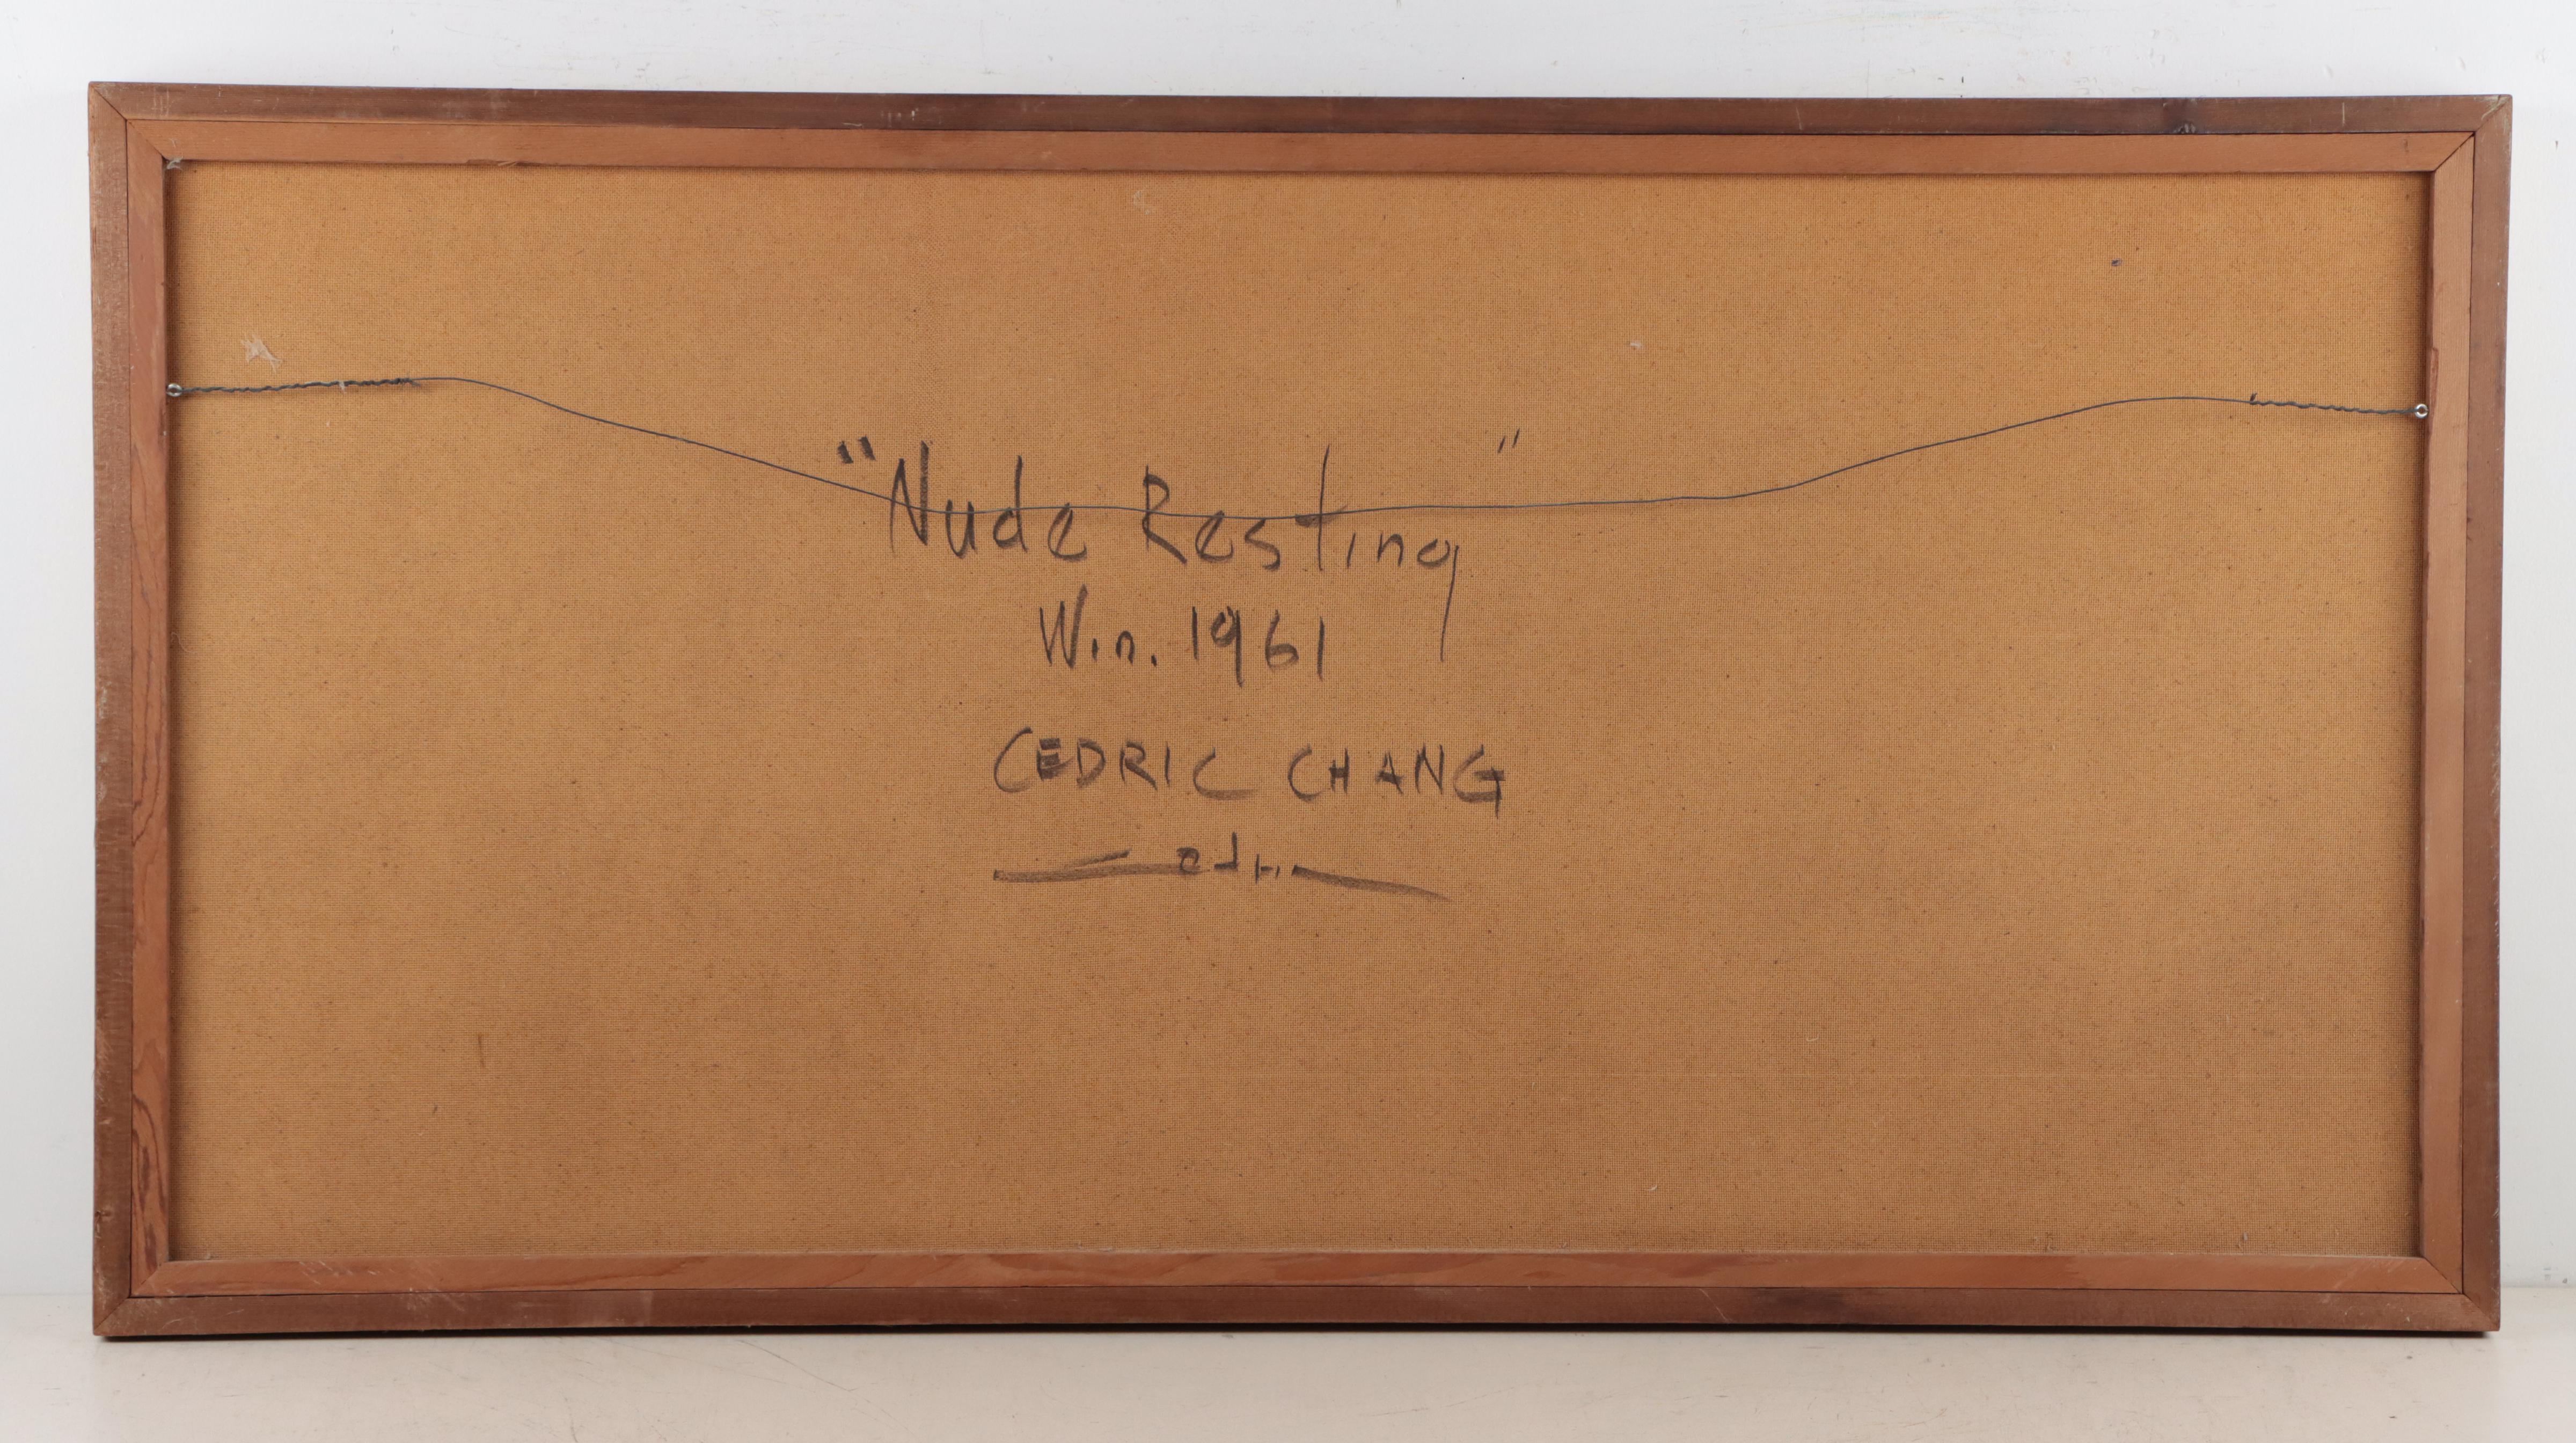 "Nude Resting"
Win. 1961
CEDRIC CHANG